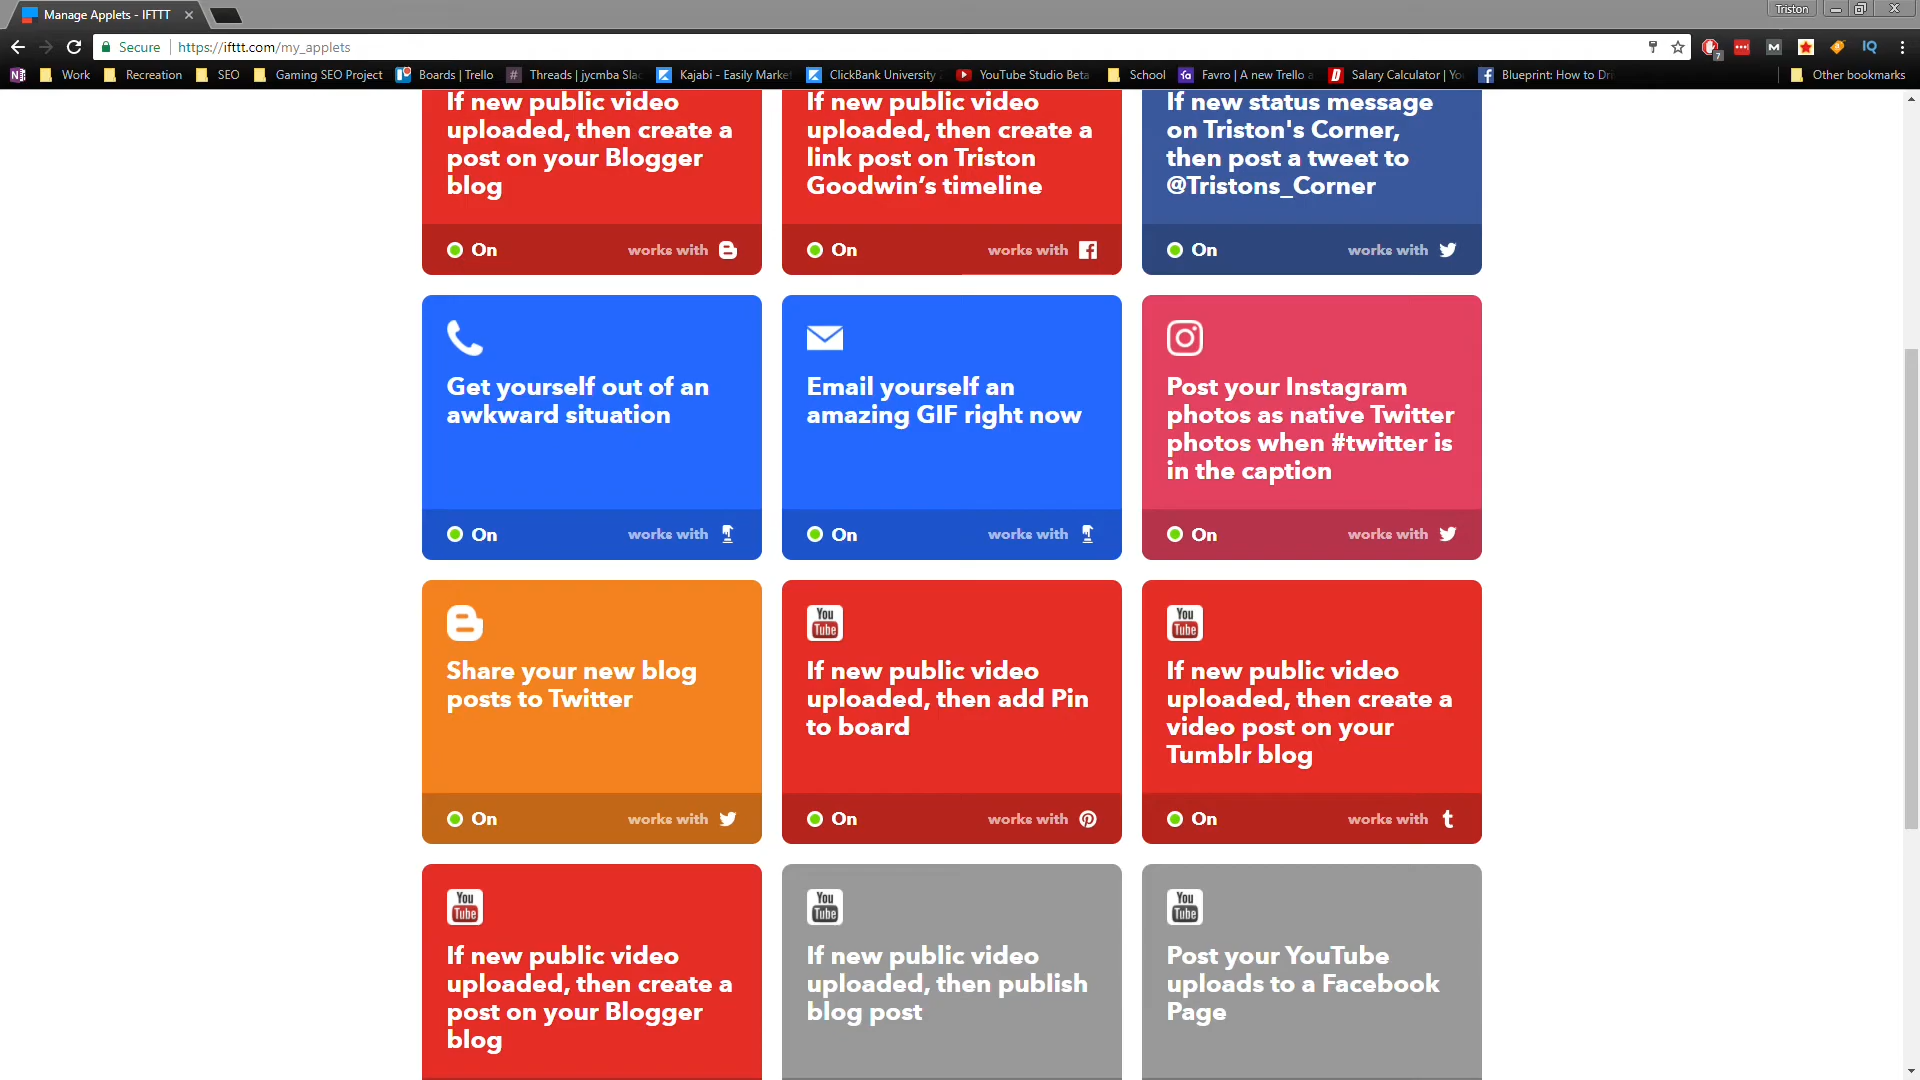 Manage Applets - IFTTT
Triston
Secure https://ifttt.com/my_applets
7
IQ
Work Recreation SEO Gaming SEO Project Boards | Trello Threads | jycmba Slac Kajabi - Easily Marke ClickBank University YouTube Studio Beta School Favro | A new Trello a Salary Calculator | Yo Blueprint: How to Dri Other bookmarks
If new public video
uploaded, then create a
post on your Blogger
blog
On works with
If new public video
uploaded, then create a
link post on Triston
Goodwin’s timeline
On works with
If new status message
on Triston's Corner,
then post a tweet to
@Tristons_Corner
On works with
Get yourself out of an
awkward situation
On works with
Email yourself an
amazing GIF right now
On works with
Post your Instagram
photos as native Twitter
photos when #twitter is
in the caption
On works with
Share your new blog
posts to Twitter
On works with
You
Tube
If new public video
uploaded, then add Pin
to board
On works with
You
Tube
If new public video
uploaded, then create a
video post on your
Tumblr blog
On works with
You
Tube
If new public video
uploaded, then create a
post on your Blogger
blog
You
Tube
If new public video
uploaded, then publish
blog post
You
Tube
Post your YouTube
uploads to a Facebook
Page